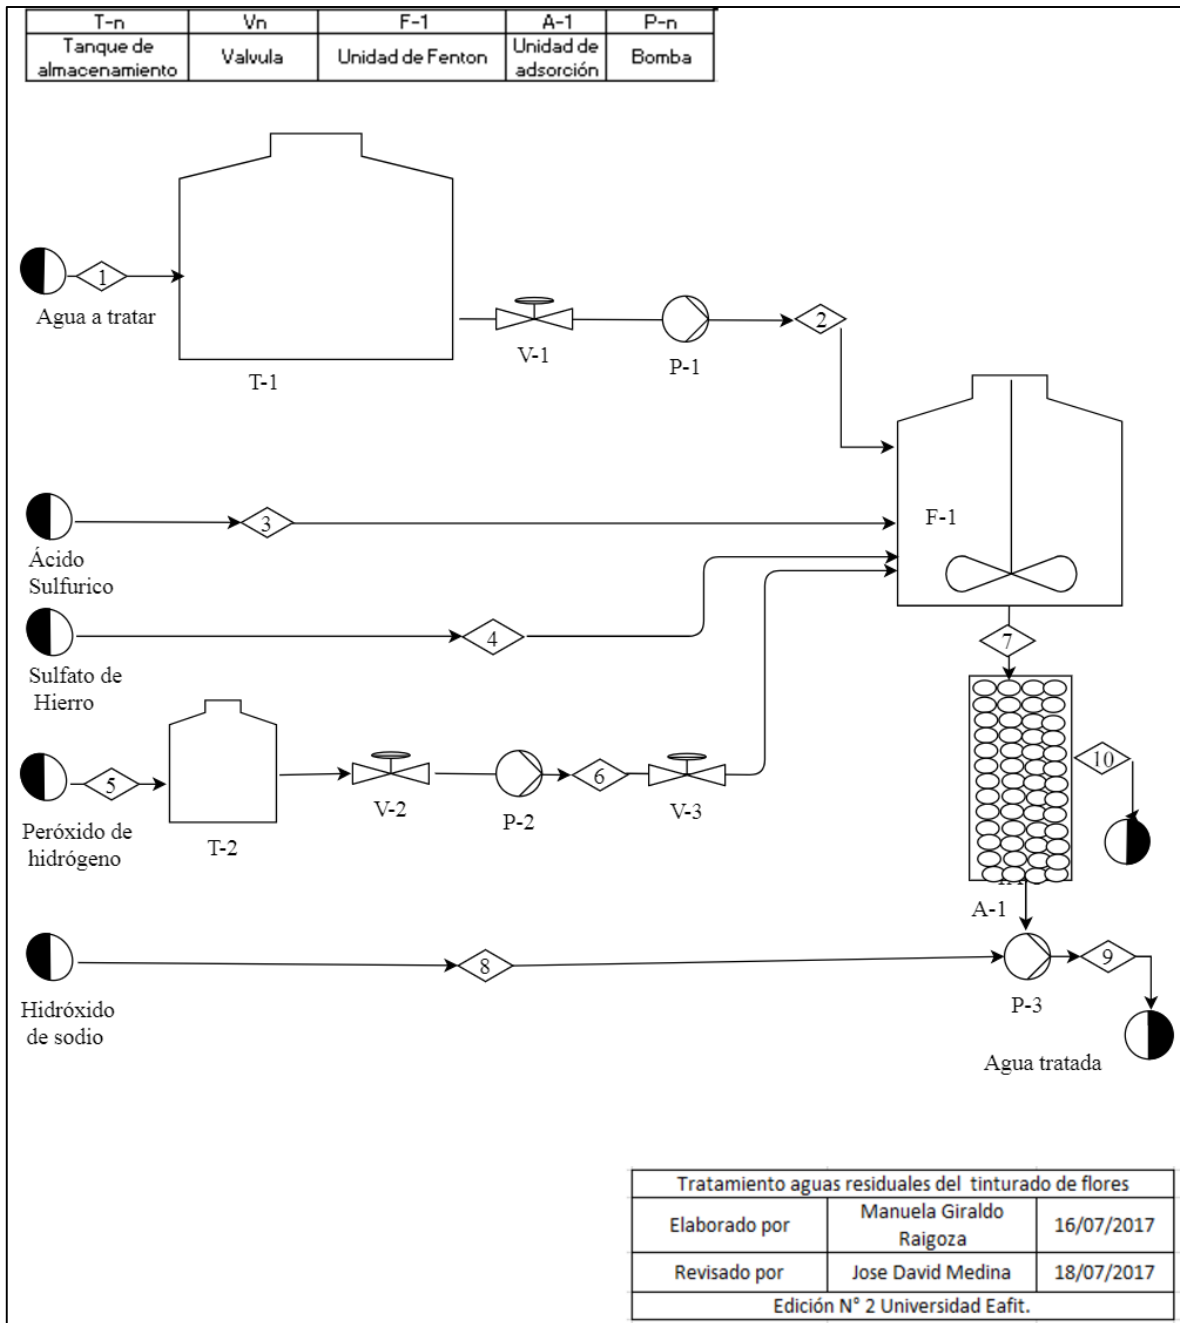 T-n Vn F-1 A-1 P-n
Tanque de almacenamiento Valvula Unidad de Fenton Unidad de adsorción Bomba
1
Agua a tratar
T-1
V-1
P-1
2
3
Ácido
Sulfurico
F-1
4
Sulfato de
Hierro
7
5
Peróxido de
hidrógeno
T-2
V-2
P-2
6
V-3
10
A-1
8
Hidróxido
de sodio
P-3
9
Agua tratada
Tratamiento aguas residuales del tinturado de flores
Elaborado por Manuela Giraldo Raigoza 16/07/2017
Revisado por Jose David Medina 18/07/2017
Edición N° 2 Universidad Eafit.